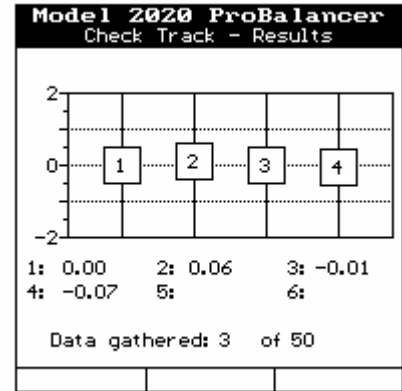 Model 2020 ProBalancer
Check Track - Results
2
0
1 2 3 4
-2
1: 0.00 2: 0.06 3: -0.01
4: -0.07 5: 6:
Data gathered: 3 of 50